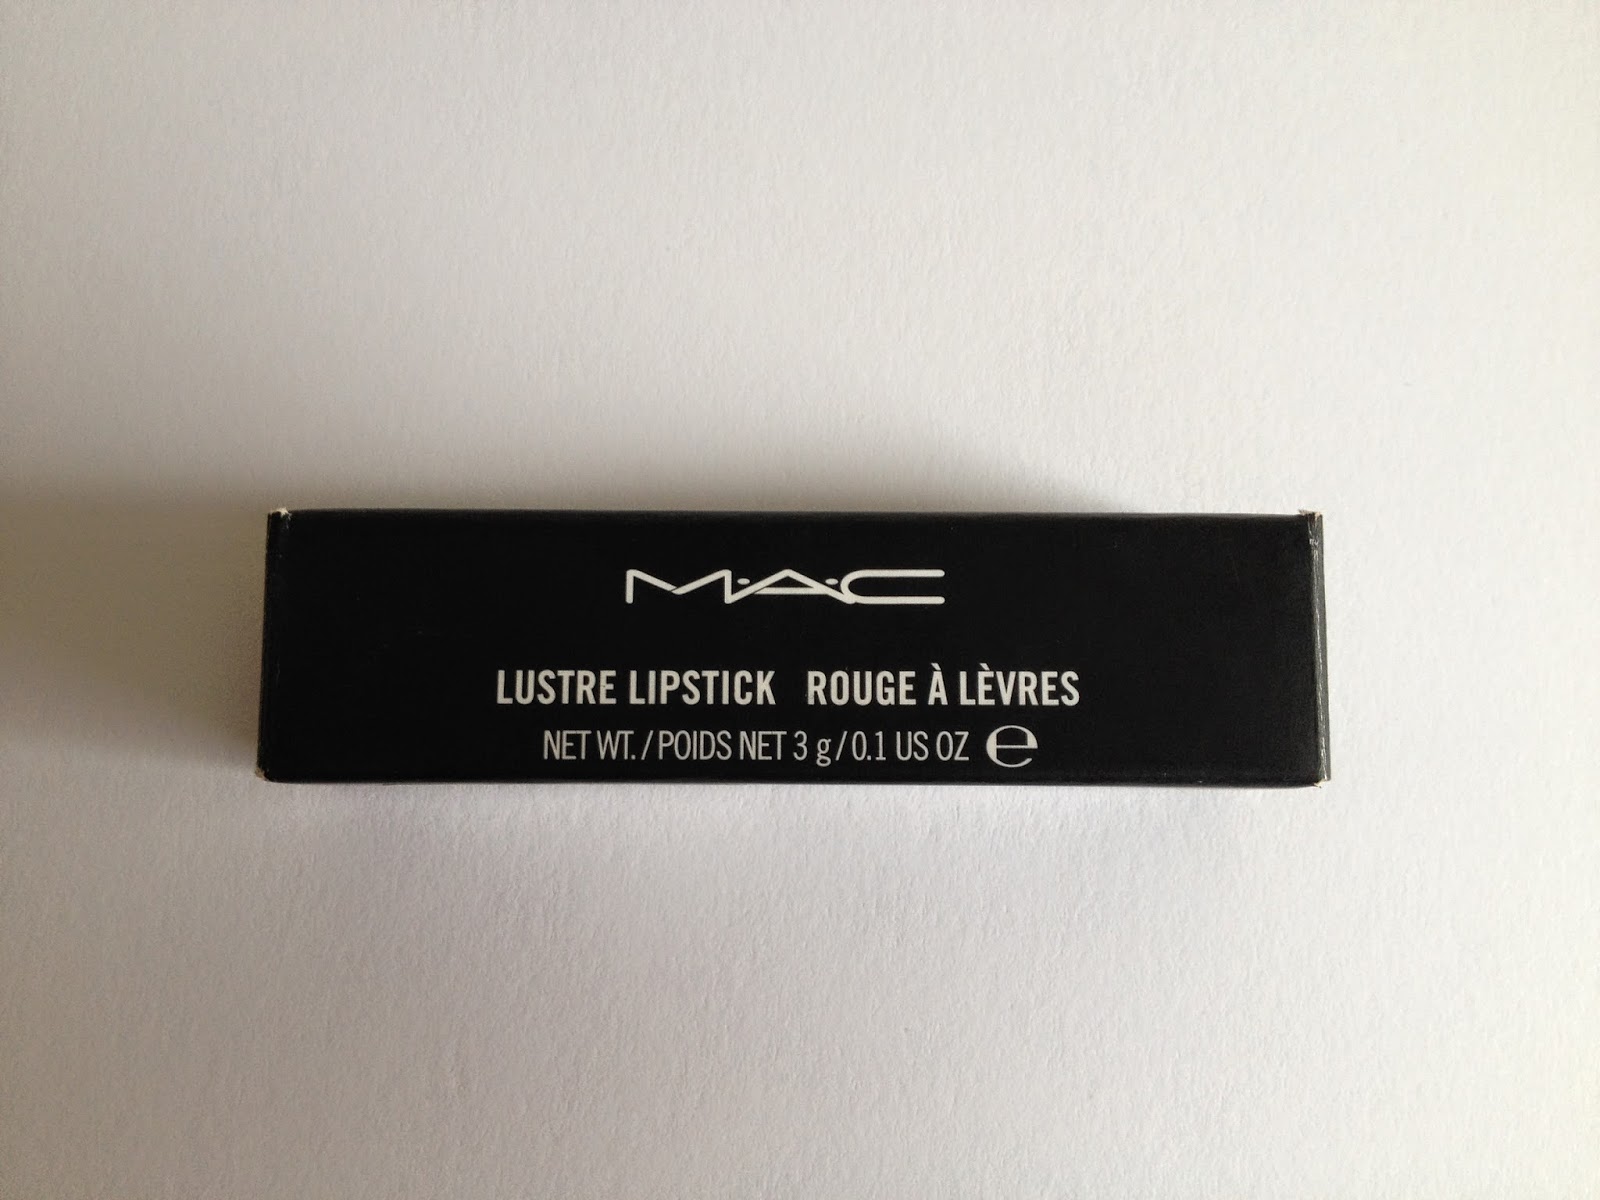 M·A·C
LUSTRE LIPSTICK ROUGE À LÈVRES
NET WT. / POIDS NET 3 g / 0.1 US OZ ℮